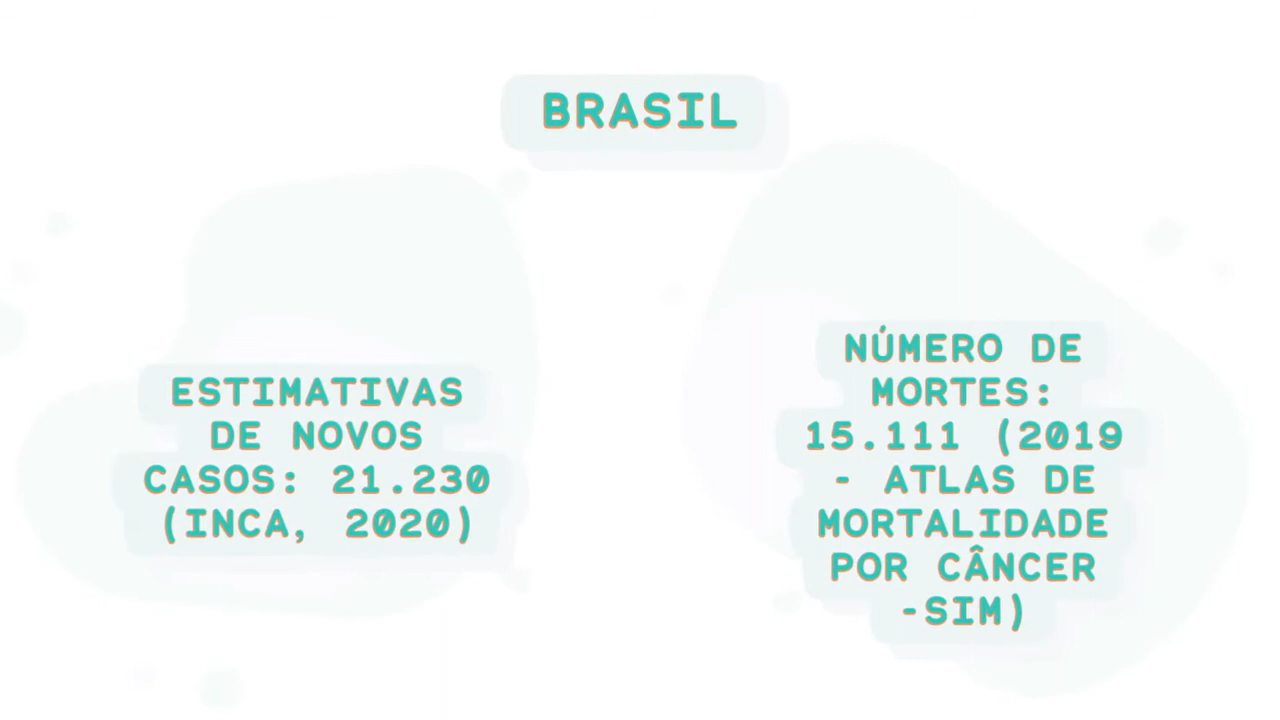 BRASIL
ESTIMATIVAS
DE NOVOS
CASOS: 21.230
(INCA, 2020)
NÚMERO DE
MORTES:
15.111 (2019
- ATLAS DE
MORTALIDADE
POR CÂNCER
-SIM)